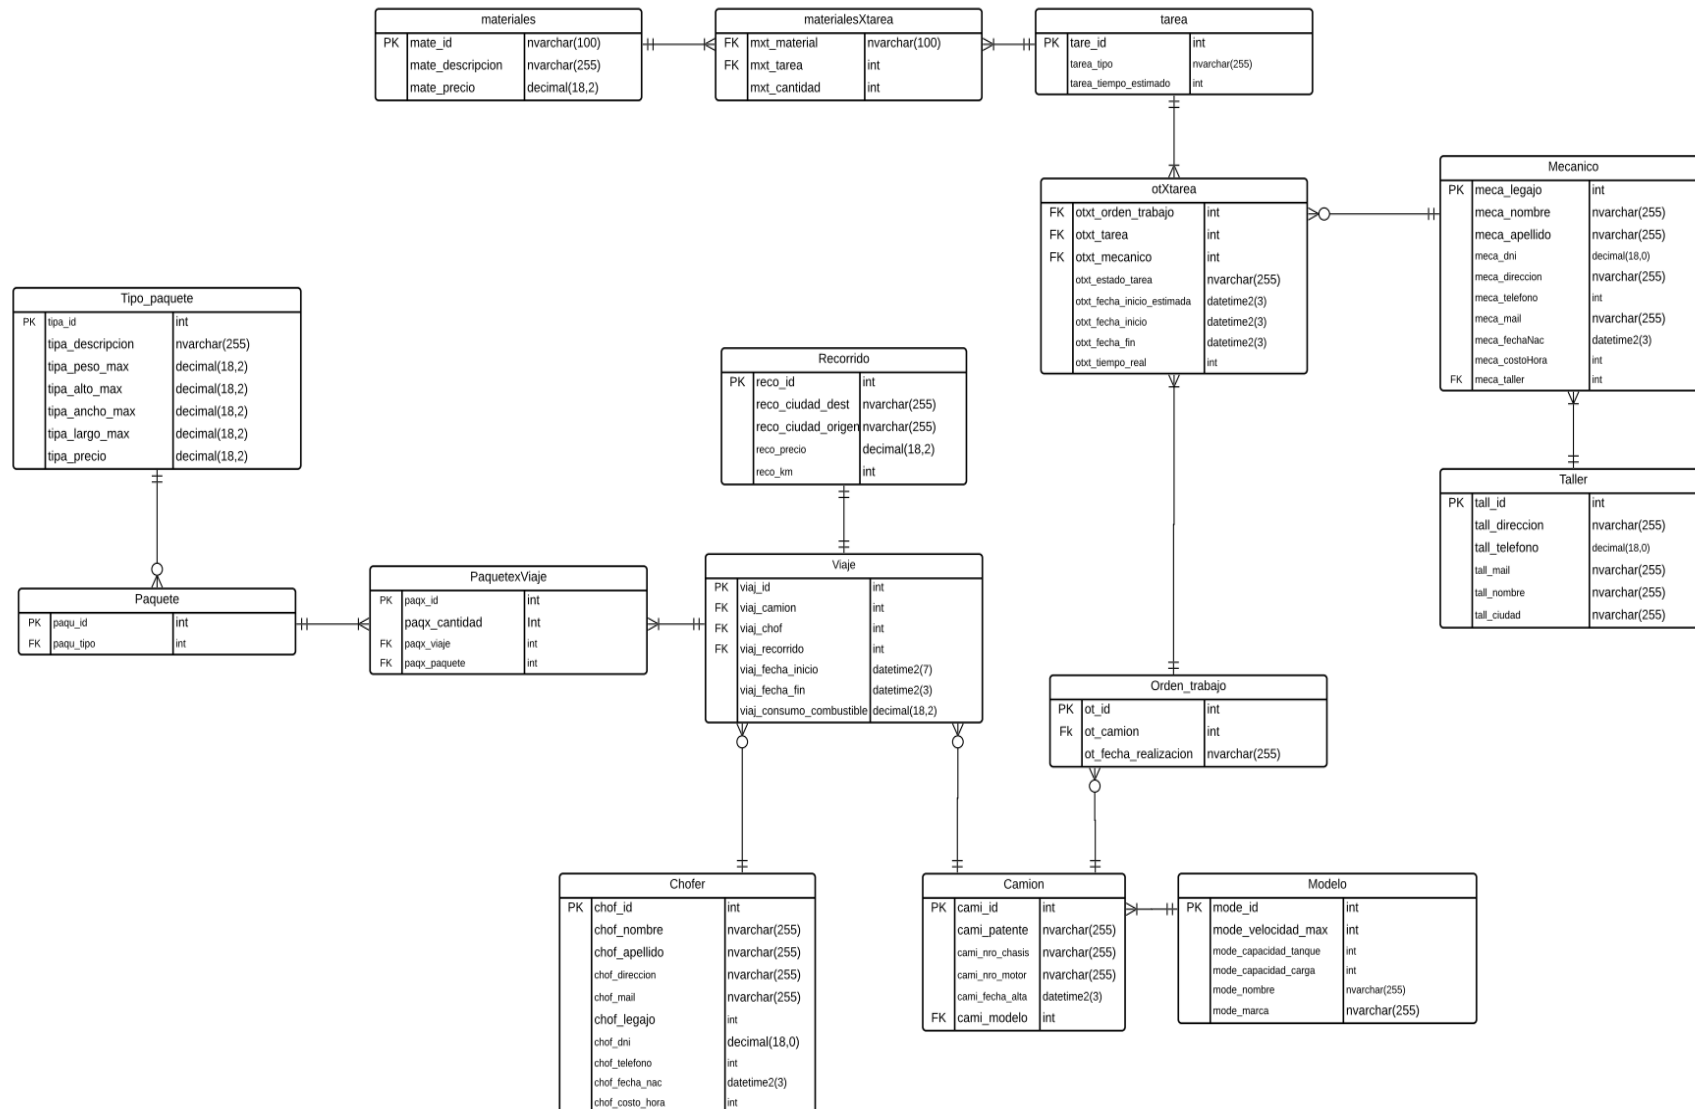 materiales
PK mate_id nvarchar(100)
mate_descripcion nvarchar(255)
mate_precio decimal(18,2)
materialesXtarea
FK mxt_material nvarchar(100)
FK mxt_tarea int
mxt_cantidad int
tarea
PK tare_id int
tarea_tipo nvarchar(255)
tarea_tiempo_estimado int
otXtarea
FK otxt_orden_trabajo int
FK otxt_tarea int
FK otxt_mecanico int
otxt_estado_tarea nvarchar(255)
otxt_fecha_inicio_estimada datetime2(3)
otxt_fecha_inicio datetime2(3)
otxt_fecha_fin datetime2(3)
otxt_tiempo_real int
Mecanico
PK meca_legajo int
meca_nombre nvarchar(255)
meca_apellido nvarchar(255)
meca_dni decimal(18,0)
meca_direccion nvarchar(255)
meca_telefono int
meca_mail nvarchar(255)
meca_fechaNac datetime2(3)
meca_costoHora int
FK meca_taller int
Tipo_paquete
PK tipa_id int
tipa_descripcion nvarchar(255)
tipa_peso_max decimal(18,2)
tipa_alto_max decimal(18,2)
tipa_ancho_max decimal(18,2)
tipa_largo_max decimal(18,2)
tipa_precio decimal(18,2)
Recorrido
PK reco_id int
reco_ciudad_dest nvarchar(255)
reco_ciudad_origen nvarchar(255)
reco_precio decimal(18,2)
reco_km int
Taller
PK tall_id int
tall_direccion nvarchar(255)
tall_telefono decimal(18,0)
tall_mail nvarchar(255)
tall_nombre nvarchar(255)
tall_ciudad nvarchar(255)
Paquete
PK paqu_id int
FK paqu_tipo int
PaquetexViaje
PK paqx_id int
paqx_cantidad Int
FK paqx_viaje int
FK paqx_paquete int
Viaje
PK viaj_id int
FK viaj_camion int
FK viaj_chof int
FK viaj_recorrido int
viaj_fecha_inicio datetime2(7)
viaj_fecha_fin datetime2(3)
viaj_consumo_combustible decimal(18,2)
Orden_trabajo
PK ot_id int
Fk ot_camion int
ot_fecha_realizacion nvarchar(255)
Chofer
PK chof_id int
chof_nombre nvarchar(255)
chof_apellido nvarchar(255)
chof_direccion nvarchar(255)
chof_mail nvarchar(255)
chof_legajo int
chof_dni decimal(18,0)
chof_telefono int
chof_fecha_nac datetime2(3)
chof_costo_hora int
Camion
PK cami_id int
cami_patente nvarchar(255)
cami_nro_chasis nvarchar(255)
cami_nro_motor nvarchar(255)
cami_fecha_alta datetime2(3)
FK cami_modelo int
Modelo
PK mode_id int
mode_velocidad_max int
mode_capacidad_tanque int
mode_capacidad_carga int
mode_nombre nvarchar(255)
mode_marca nvarchar(255)